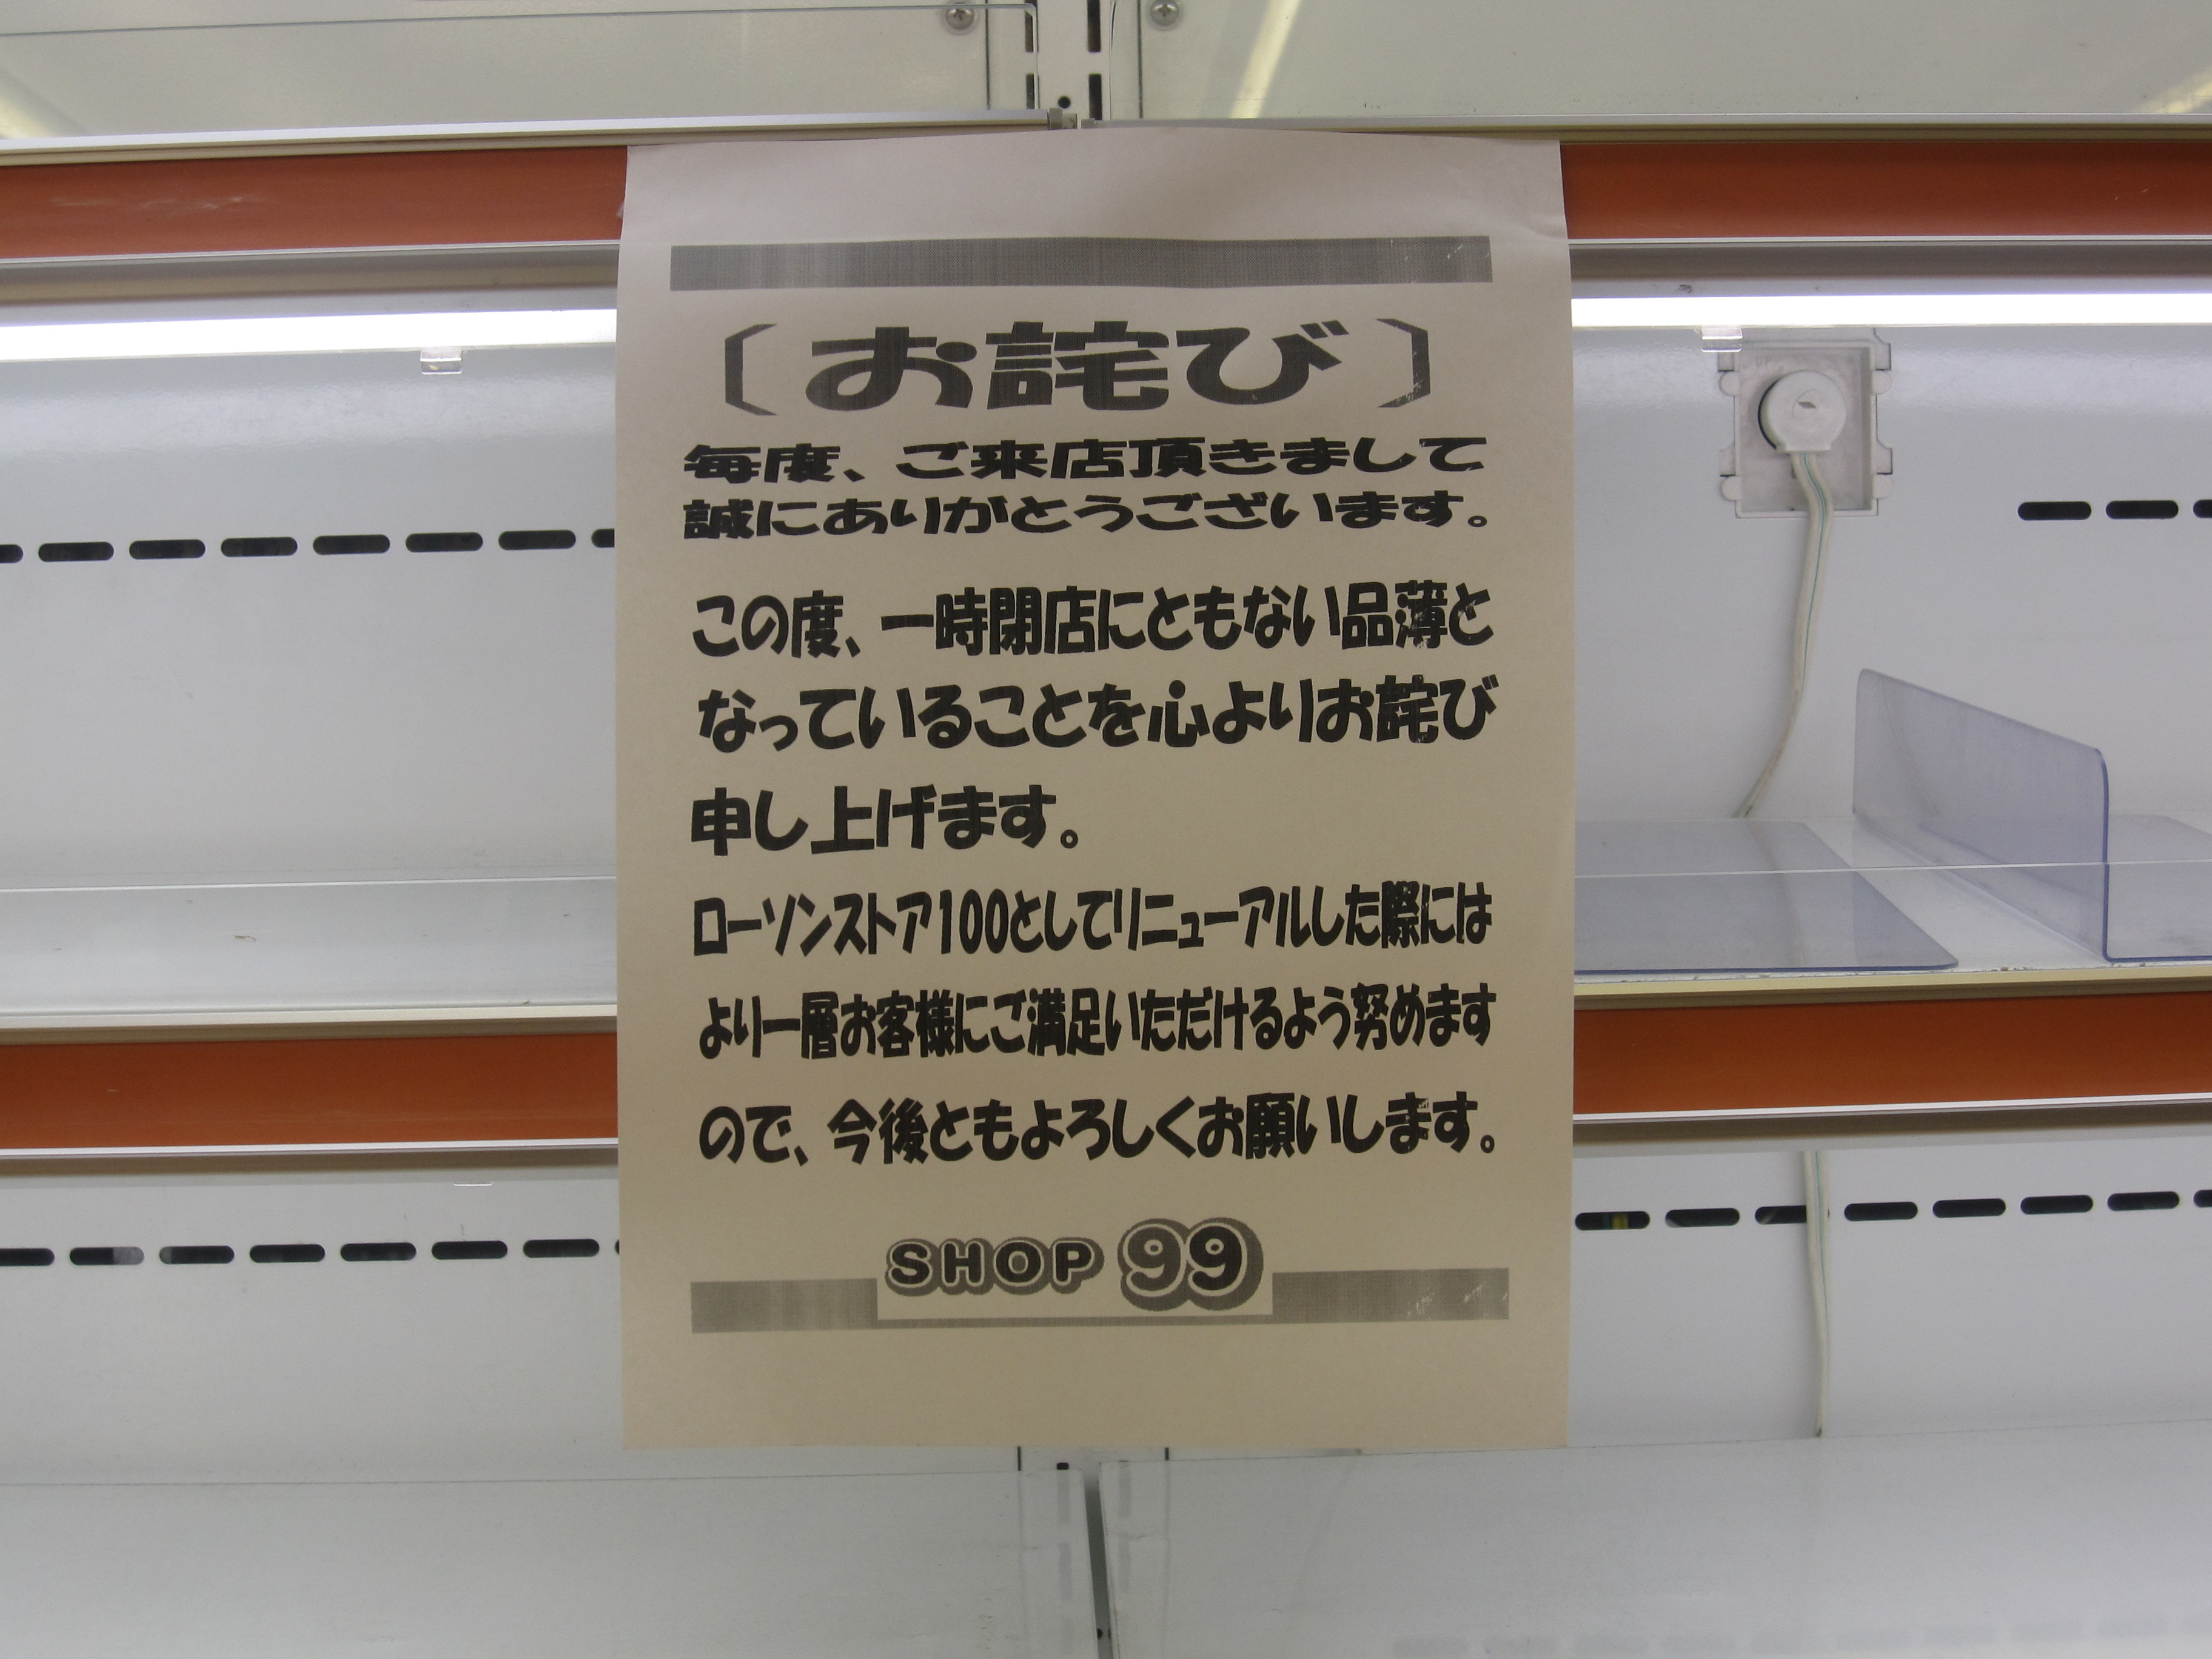 〔お詫び〕
毎度、ご来店頂きまして
誠にありがとうございます。
この度、一時閉店にともない品薄と
なっていることを心よりお詫び
申し上げます。
ローソンストア100としてリニューアルした際には
より一層お客様にご満足いただけるよう努めます
ので、今後ともよろしくお願いします。
SHOP 99